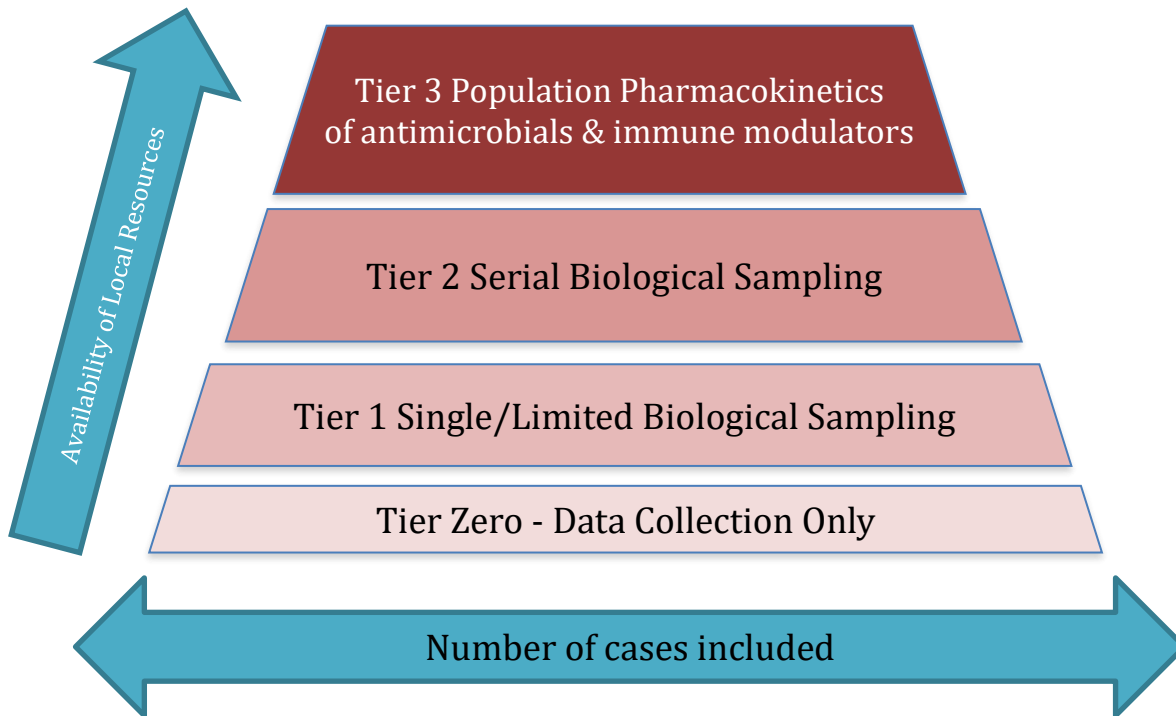 Tier 3 Population Pharmacokinetics
of antimicrobials & immune modulators
Availability of Local Resources
Tier 2 Serial Biological Sampling
Tier 1 Single/Limited Biological Sampling
Tier Zero - Data Collection Only
Number of cases included